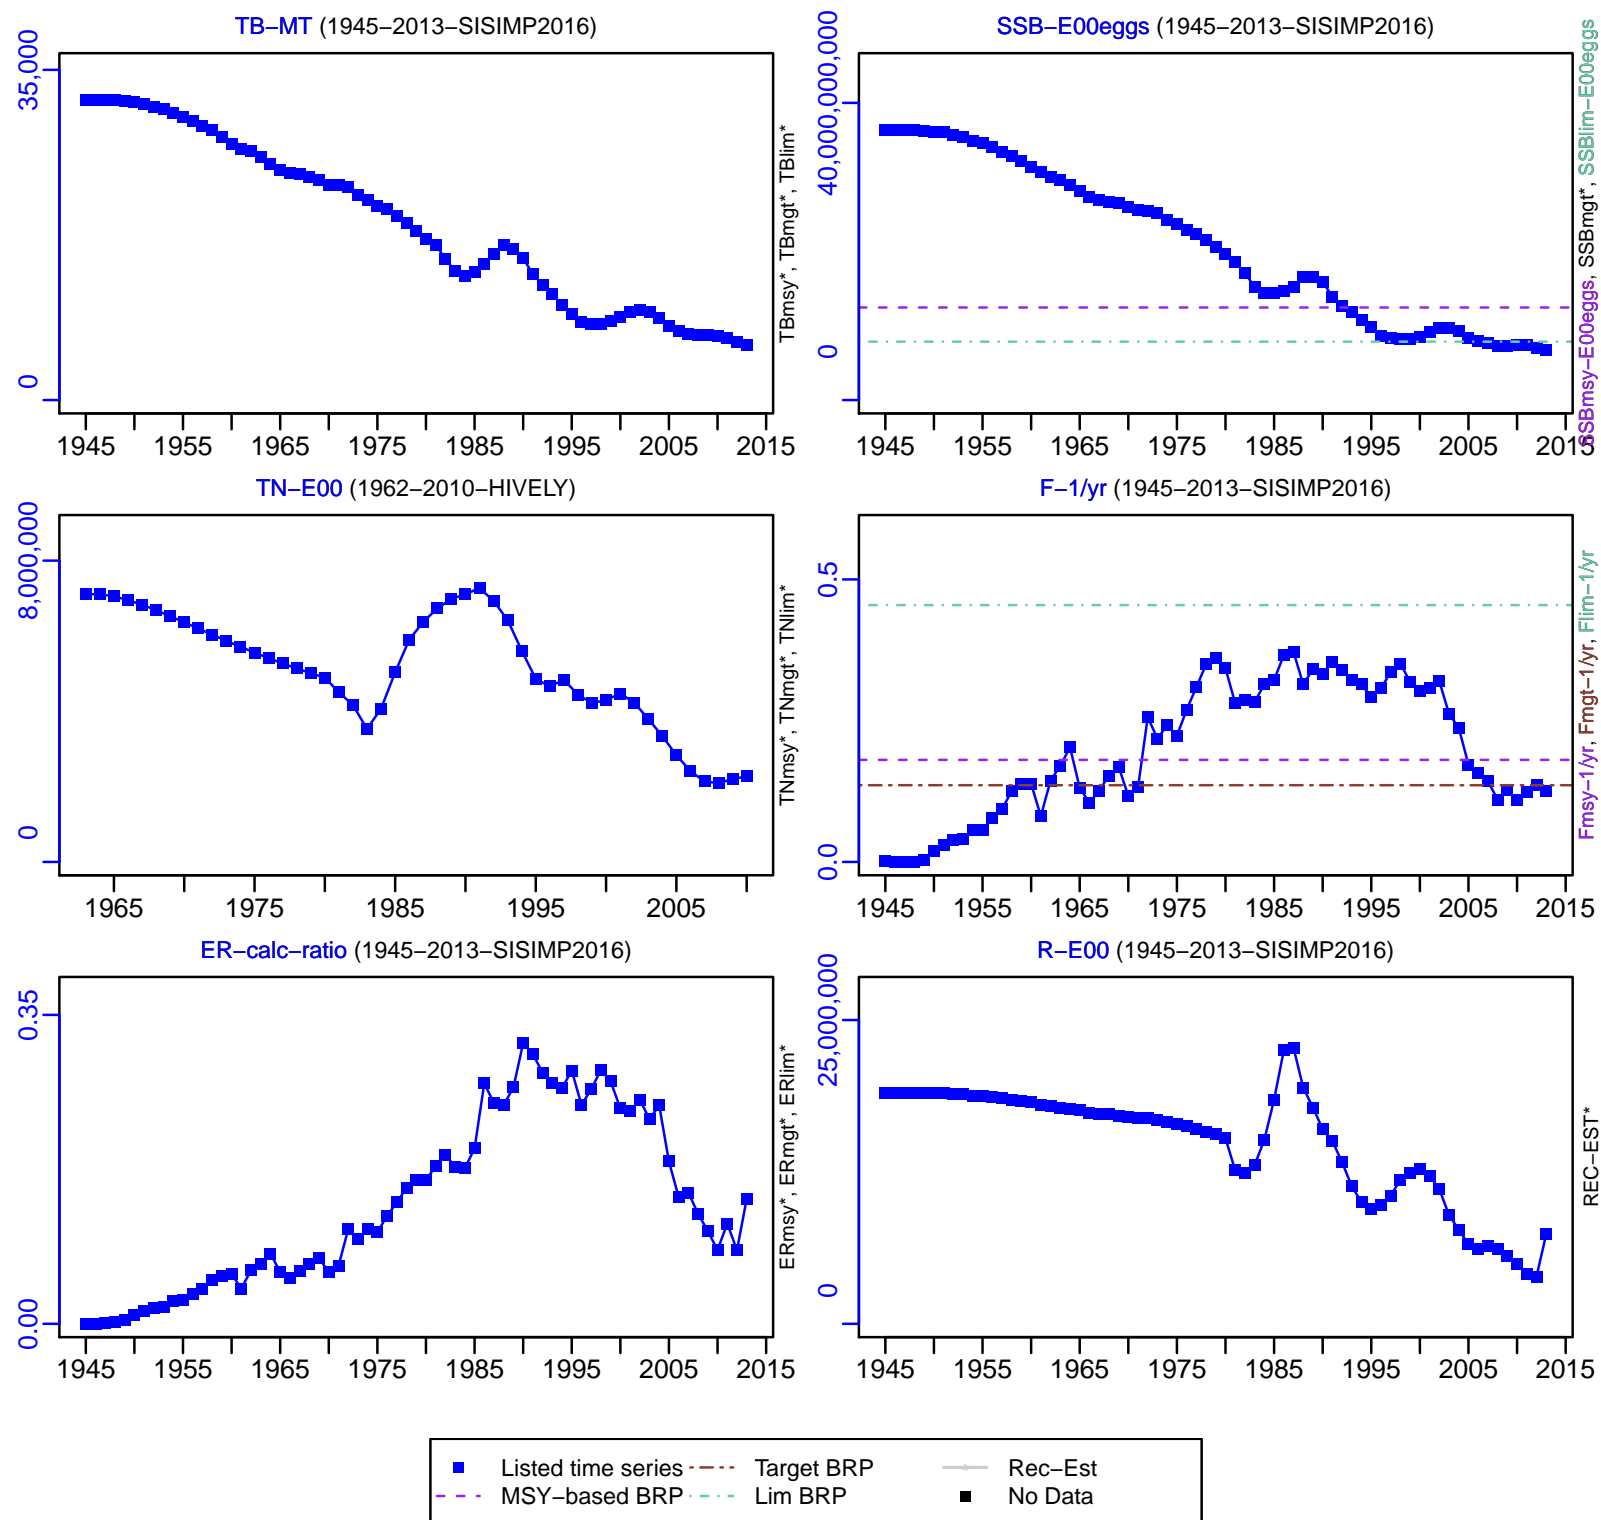 TB−MT (1945−2013−SISIMP2016)
35,000
0
TBmsy*, TBmgt*, TBlim*
1945 1955 1965 1975 1985 1995 2005 2015
SSB−E00eggs (1945−2013−SISIMP2016)
40,000,000,000
0
SSBmsy−E00eggs, SSBmgt*, SSBlim−E00eggs
1945 1955 1965 1975 1985 1995 2005 2015
TN−E00 (1962−2010−HIVELY)
8,000,000
0
TNmsy*, TNmgt*, TNlim*
1965 1975 1985 1995 2005
F−1/yr (1945−2013−SISIMP2016)
0.5
0.0
Fmsy−1/yr, Fmgt−1/yr, Flim−1/yr
1945 1955 1965 1975 1985 1995 2005 2015
ER−calc−ratio (1945−2013−SISIMP2016)
0.35
0.00
ERmsy*, ERmgt*, ERlim*
1945 1955 1965 1975 1985 1995 2005 2015
R−E00 (1945−2013−SISIMP2016)
25,000,000
0
REC−EST*
1945 1955 1965 1975 1985 1995 2005 2015
Listed time series Target BRP Rec−Est
MSY−based BRP Lim BRP No Data